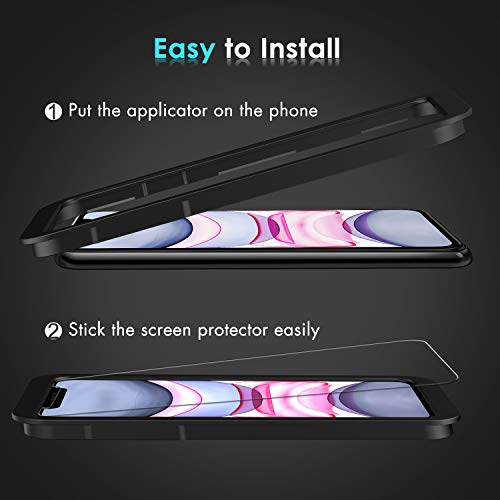 Easy to Install
1 Put the applicator on the phone
2 Stick the screen protector easily